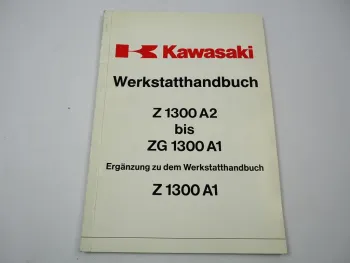 Kawasaki
Werkstatthandbuch
Z 1300 A2
bis
ZG 1300 A1
Ergänzung zu dem Werkstatthandbuch
Z 1300 A1